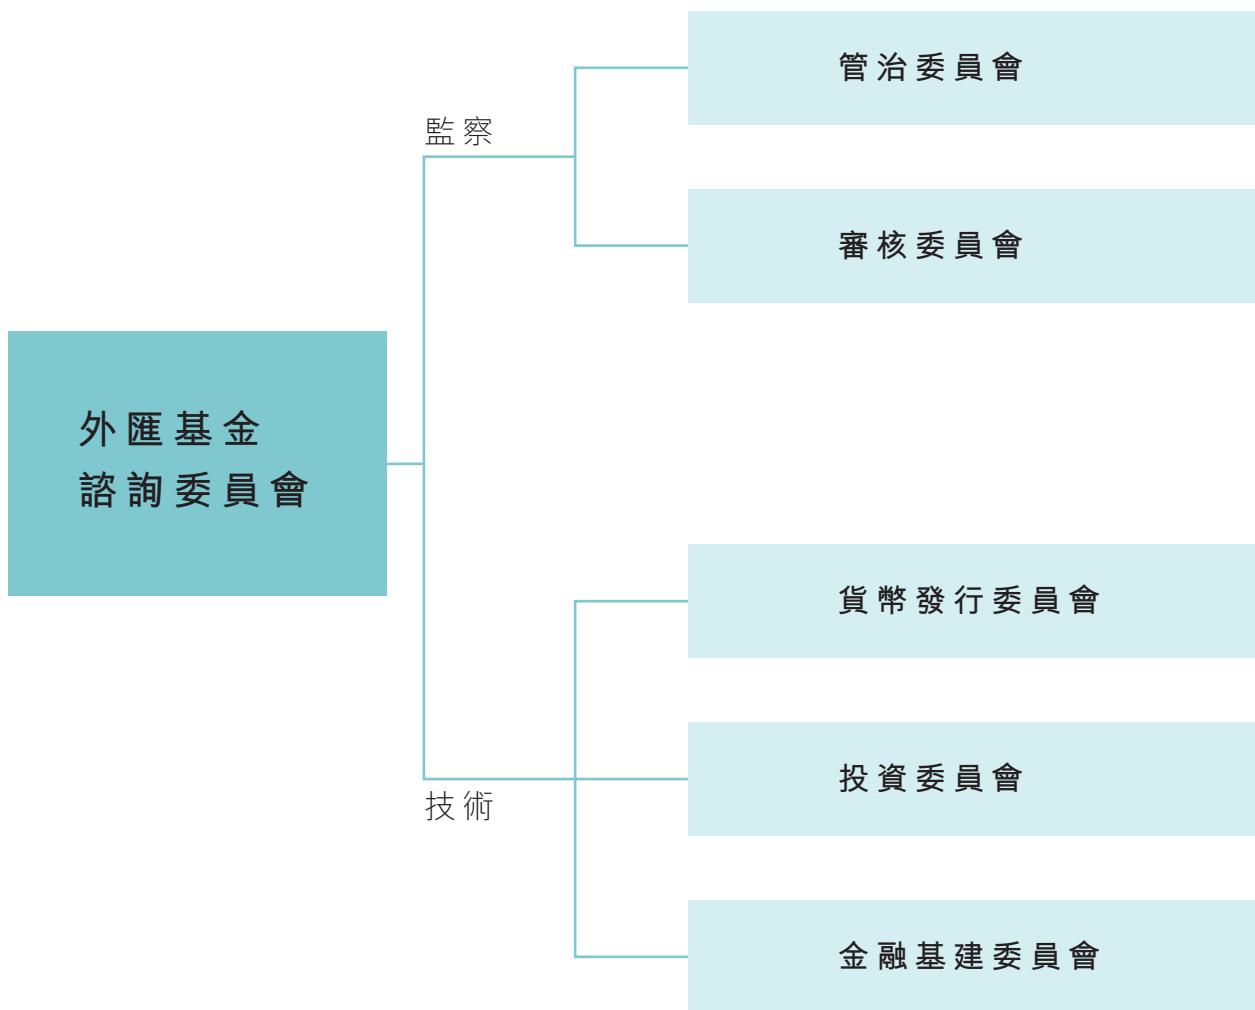 管治委員會
監察
審核委員會
外匯基金
諮詢委員會
貨幣發行委員會
投資委員會
技術
金融基建委員會